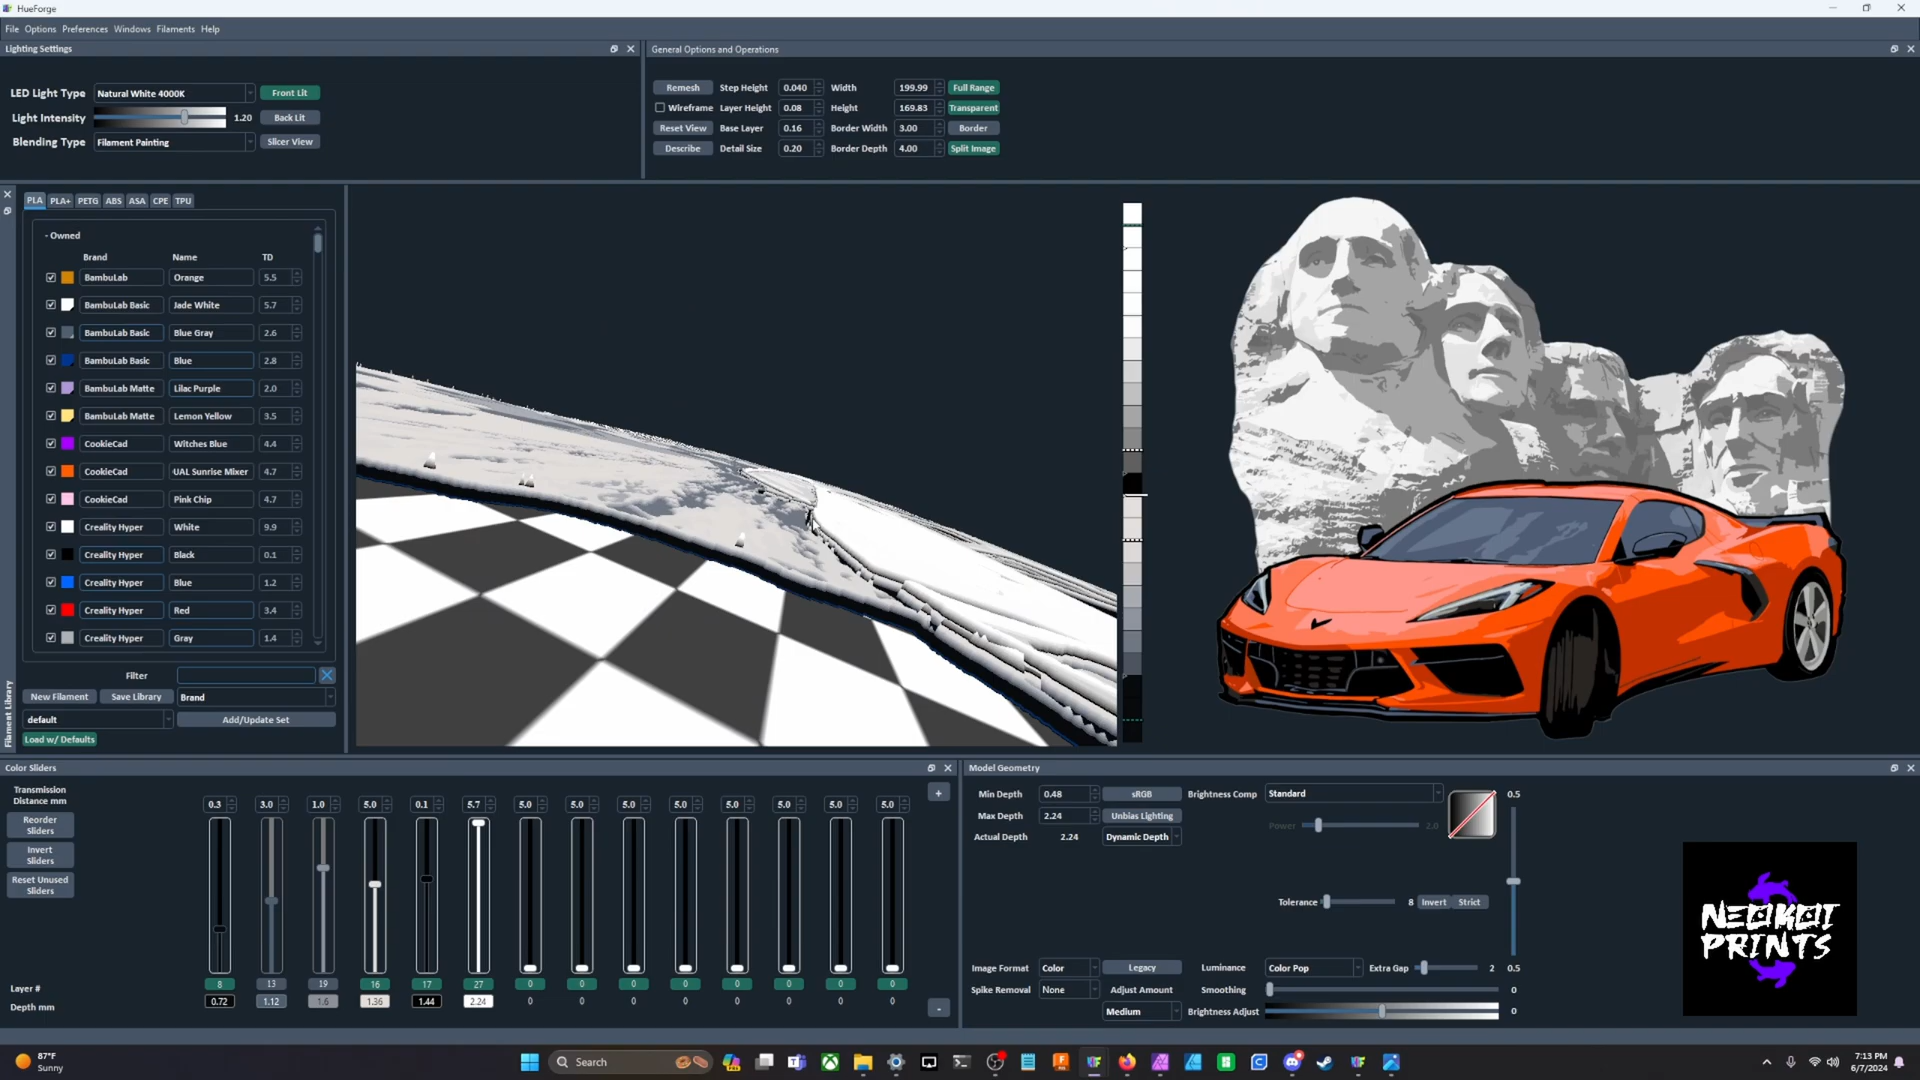 HueForge
File Options Preferences Windows Filaments Help
Lighting Settings
LED Light Type Natural White 4000K Front Lit
Light Intensity 1.20 Back Lit
Blending Type Filament Painting Slicer View
General Options and Operations
Remesh Step Height 0.040 Width 199.99 Full Range
Wireframe Layer Height 0.08 Height 169.83 Transparent
Reset View Base Layer 0.16 Border Width 3.00 Border
Describe Detail Size 0.20 Border Depth 4.00 Split Image
PLA PLA+ PETG ABS ASA CPE TPU
- Owned
Brand Name TD
BambuLab Orange 5.5
BambuLab Basic Jade White 5.7
BambuLab Basic Blue Gray 2.6
BambuLab Basic Blue 2.8
BambuLab Matte Lilac Purple 2.0
BambuLab Matte Lemon Yellow 3.5
CookieCad Witches Blue 4.4
CookieCad UAL Sunrise Mixer 4.7
CookieCad Pink Chip 4.7
Creality Hyper White 9.9
Creality Hyper Black 0.1
Creality Hyper Blue 1.2
Creality Hyper Red 3.4
Creality Hyper Gray 1.4
Filter
New Filament Save Library Brand
default Add/Update Set
Load w/ Defaults
Filament Library
Color Sliders
Transmission
Distance mm
0.3 3.0 1.0 5.0 0.1 5.7 5.0 5.0 5.0 5.0 5.0 5.0 5.0 5.0
+
Reorder
Sliders
Invert
Sliders
Reset Unused
Sliders
Layer # 8 13 19 16 17 27 0 0 0 0 0 0 0 0
Depth mm 0.72 1.12 1.6 1.36 1.44 2.24 0 0 0 0 0 0 0 0
-
Model Geometry
Min Depth 0.48 sRGB Brightness Comp Standard 0.5
Max Depth 2.24 Unbias Lighting Power 2.0
Actual Depth 2.24 Dynamic Depth
Tolerance 8 Invert Strict
Image Format Color Legacy Luminance Color Pop Extra Gap 2 0.5
Spike Removal None Adjust Amount Smoothing 0
Medium Brightness Adjust 0
NEOKOI
PRINTS
87°F
Sunny
Search
7:13 PM
6/7/2024